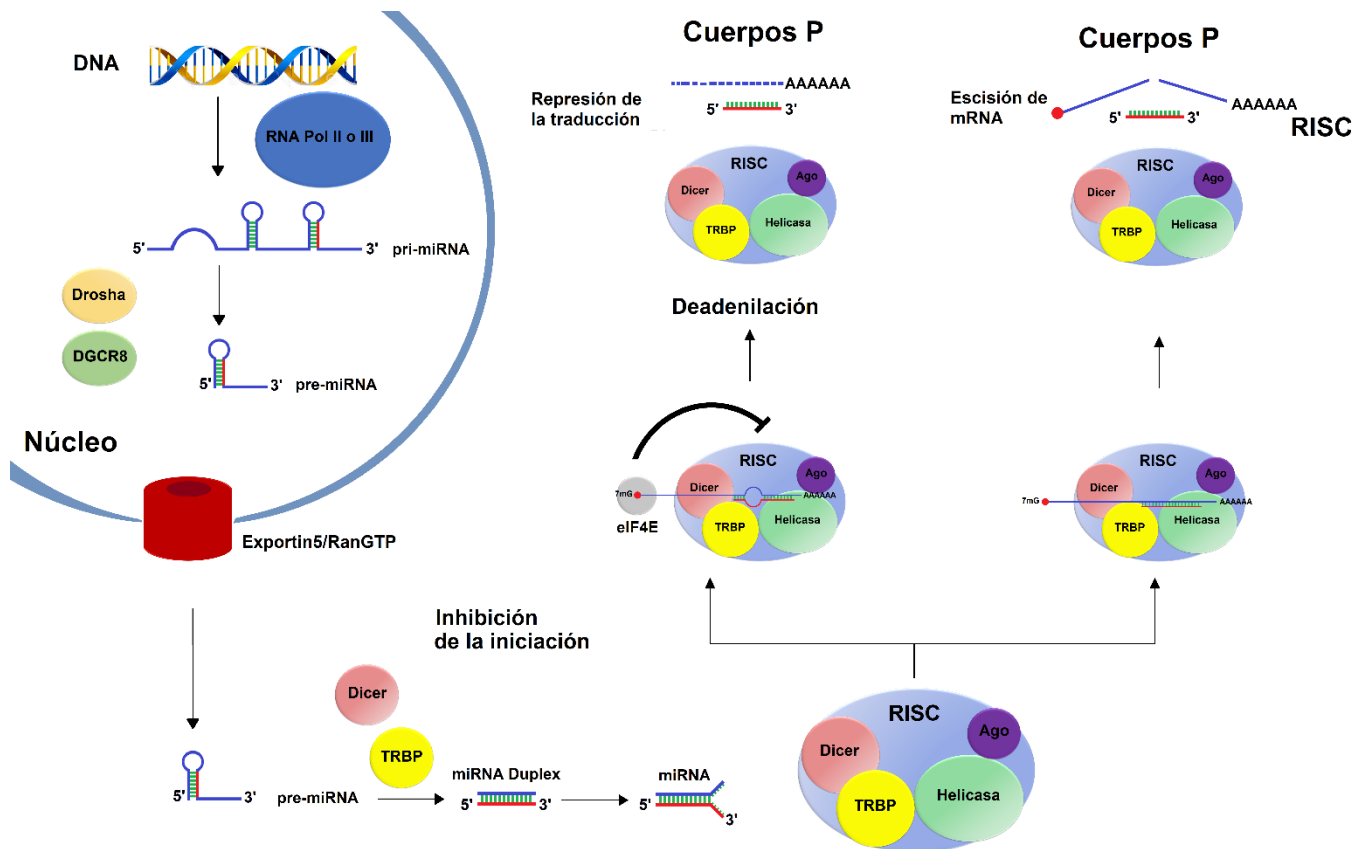 DNA
RNA Pol II o III
5'
3'
pri-miRNA
Drosha
DGCR8
5'
3'
pre-miRNA
Núcleo
Exportin5/RanGTP
5'
3'
pre-miRNA
Inhibición
de la iniciación
Dicer
TRBP
miRNA Duplex
5'
3'
miRNA
5'
3'
RISC
Dicer
Ago
TRBP
Helicasa
Cuerpos P
Represión de
la traducción
AAAAAA
5'
3'
RISC
Dicer
Ago
TRBP
Helicasa
Deadenilación
RISC
Dicer
Ago
7mG
AAAAAA
eIF4E
TRBP
Helicasa
Cuerpos P
Escisión de
mRNA
AAAAAA
5'
3'
RISC
RISC
Dicer
Ago
TRBP
Helicasa
RISC
Dicer
Ago
7mG
AAAAAA
TRBP
Helicasa